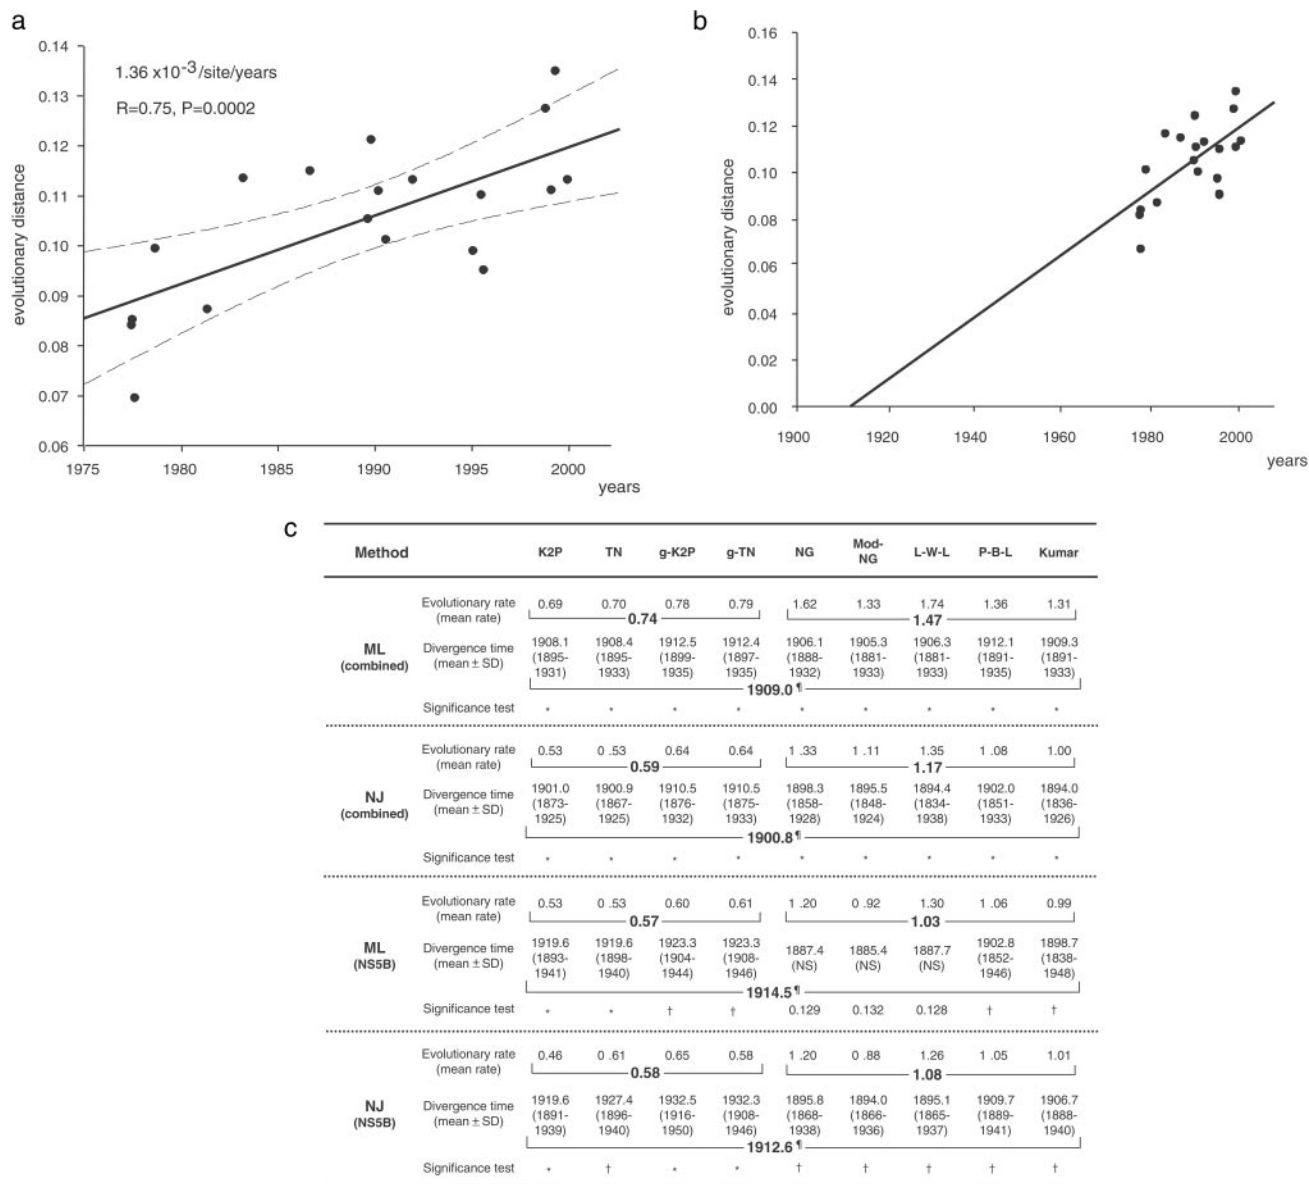 a
1.36 x10-3/site/years
R=0.75, P=0.0002
evolutionary distance
0.14
0.13
0.12
0.11
0.10
0.09
0.08
0.07
0.06
1975 1980 1985 1990 1995 2000
years
b
evolutionary distance
0.16
0.14
0.12
0.10
0.08
0.06
0.04
0.02
0.00
1900 1920 1940 1960 1980 2000
years
c
Method K2P TN g-K2P g-TN NG Mod-NG L-W-L P-B-L Kumar
ML
(combined)
Evolutionary rate 0.69 0.70 0.78 0.79 1.62 1.33 1.74 1.36 1.31
(mean rate) 0.74 1.47
Divergence time 1908.1 1908.4 1912.5 1912.4 1906.1 1905.3 1906.3 1912.1 1909.3
(mean ± SD) (1895- (1895- (1899- (1897- (1888- (1881- (1881- (1891- (1891-
1931) 1933) 1935) 1935) 1932) 1933) 1933) 1935) 1933)
1909.0 ¶
Significance test * * * * * * * * *
NJ
(combined)
Evolutionary rate 0.53 0 .53 0.64 0.64 1 .33 1 .11 1.35 1 .08 1.00
(mean rate) 0.59 1.17
Divergence time 1901.0 1900.9 1910.5 1910.5 1898.3 1895.5 1894.4 1902.0 1894.0
(mean ± SD) (1873- (1867- (1876- (1875- (1858- (1848- (1834- (1851- (1836-
1925) 1925) 1932) 1933) 1928) 1924) 1938) 1933) 1926)
1900.8 ¶
Significance test * * * * * * * * *
ML
(NS5B)
Evolutionary rate 0.53 0 .53 0.60 0.61 1 .20 0 .92 1.30 1 .06 0.99
(mean rate) 0.57 1.03
Divergence time 1919.6 1919.6 1923.3 1923.3 1887.4 1885.4 1887.7 1902.8 1898.7
(mean ± SD) (1893- (1898- (1904- (1908- (NS) (NS) (NS) (1852- (1838-
1941) 1940) 1944) 1946) 1946) 1948)
1914.5 ¶
Significance test * * † † 0.129 0.132 0.128 † †
NJ
(NS5B)
Evolutionary rate 0.46 0 .61 0.65 0.58 1 .20 0 .88 1.26 1 .05 1.01
(mean rate) 0.58 1.08
Divergence time 1919.6 1927.4 1932.5 1932.3 1895.8 1894.0 1895.1 1909.7 1906.7
(mean ± SD) (1891- (1896- (1916- (1908- (1868- (1866- (1865- (1889- (1888-
1939) 1940) 1950) 1946) 1938) 1936) 1937) 1941) 1940)
1912.6 ¶
Significance test * † * * † † † † †